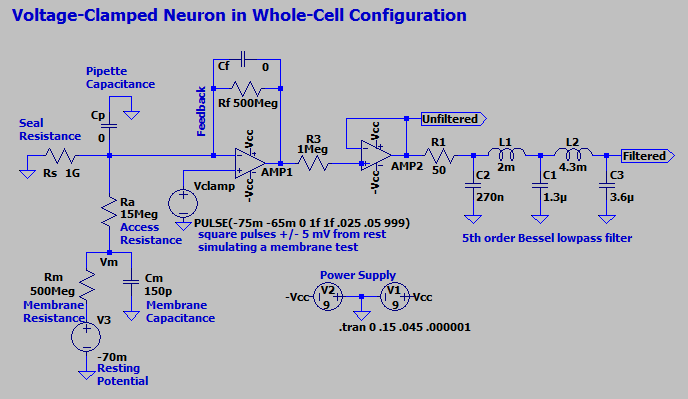 Voltage-Clamped Neuron in Whole-Cell Configuration
Cf
0
Pipette
Capacitance
Rf 500Meg
Feedback
Cp
0
Seal
Resistance
Rs 1G
Vcc
-Vcc
AMP1
R3
1Meg
Vcc
-Vcc
AMP2
Unfiltered
R1
50
L1
2m
L2
4.3m
Filtered
C2
270n
C1
1.3µ
C3
3.6µ
5th order Bessel lowpass filter
Vclamp
PULSE(-75m -65m 0 1f 1f .025 .05 999)
square pulses +/- 5 mV from rest
simulating a membrane test
Ra
15Meg
Access
Resistance
Vm
Rm
500Meg
Membrane
Resistance
Cm
150p
Membrane
Capacitance
V3
-70m
Resting
Potential
Power Supply
-Vcc
V2
9
V1
9
Vcc
.tran 0 .15 .045 .000001